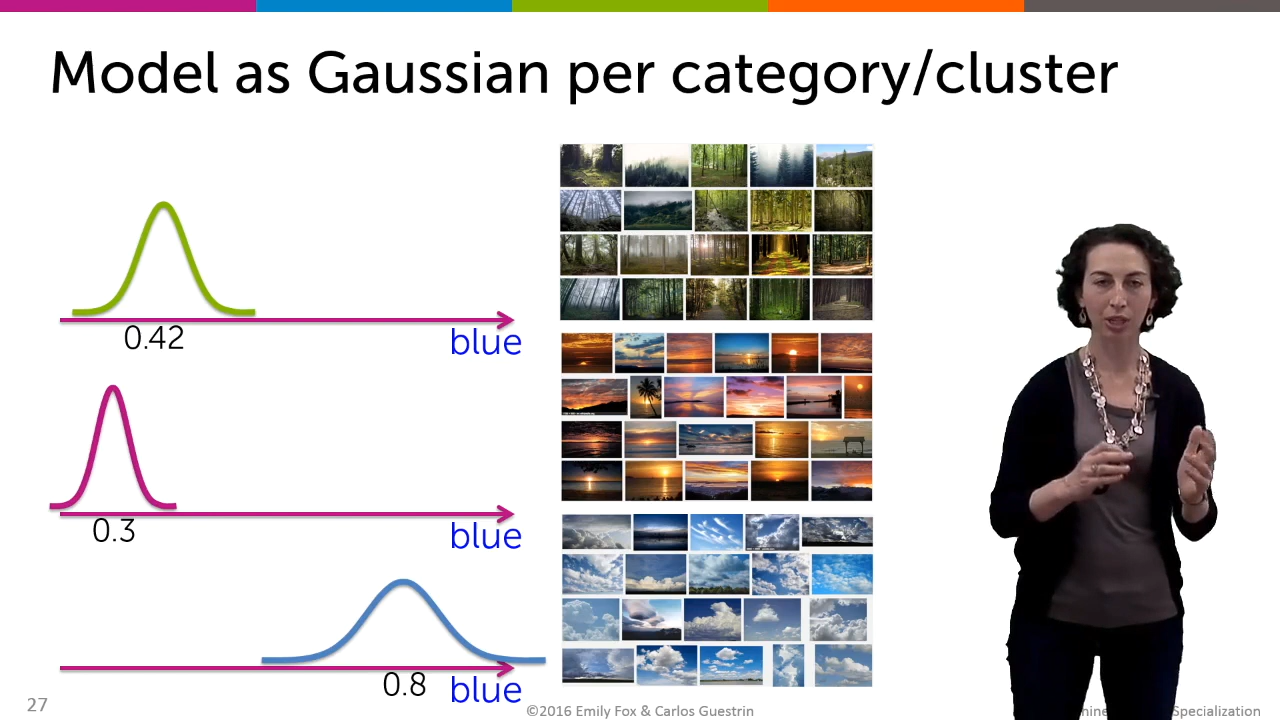 Model as Gaussian per category/cluster
0.42
blue
0.3
blue
0.8
blue
27
©2016 Emily Fox & Carlos Guestrin
Specialization